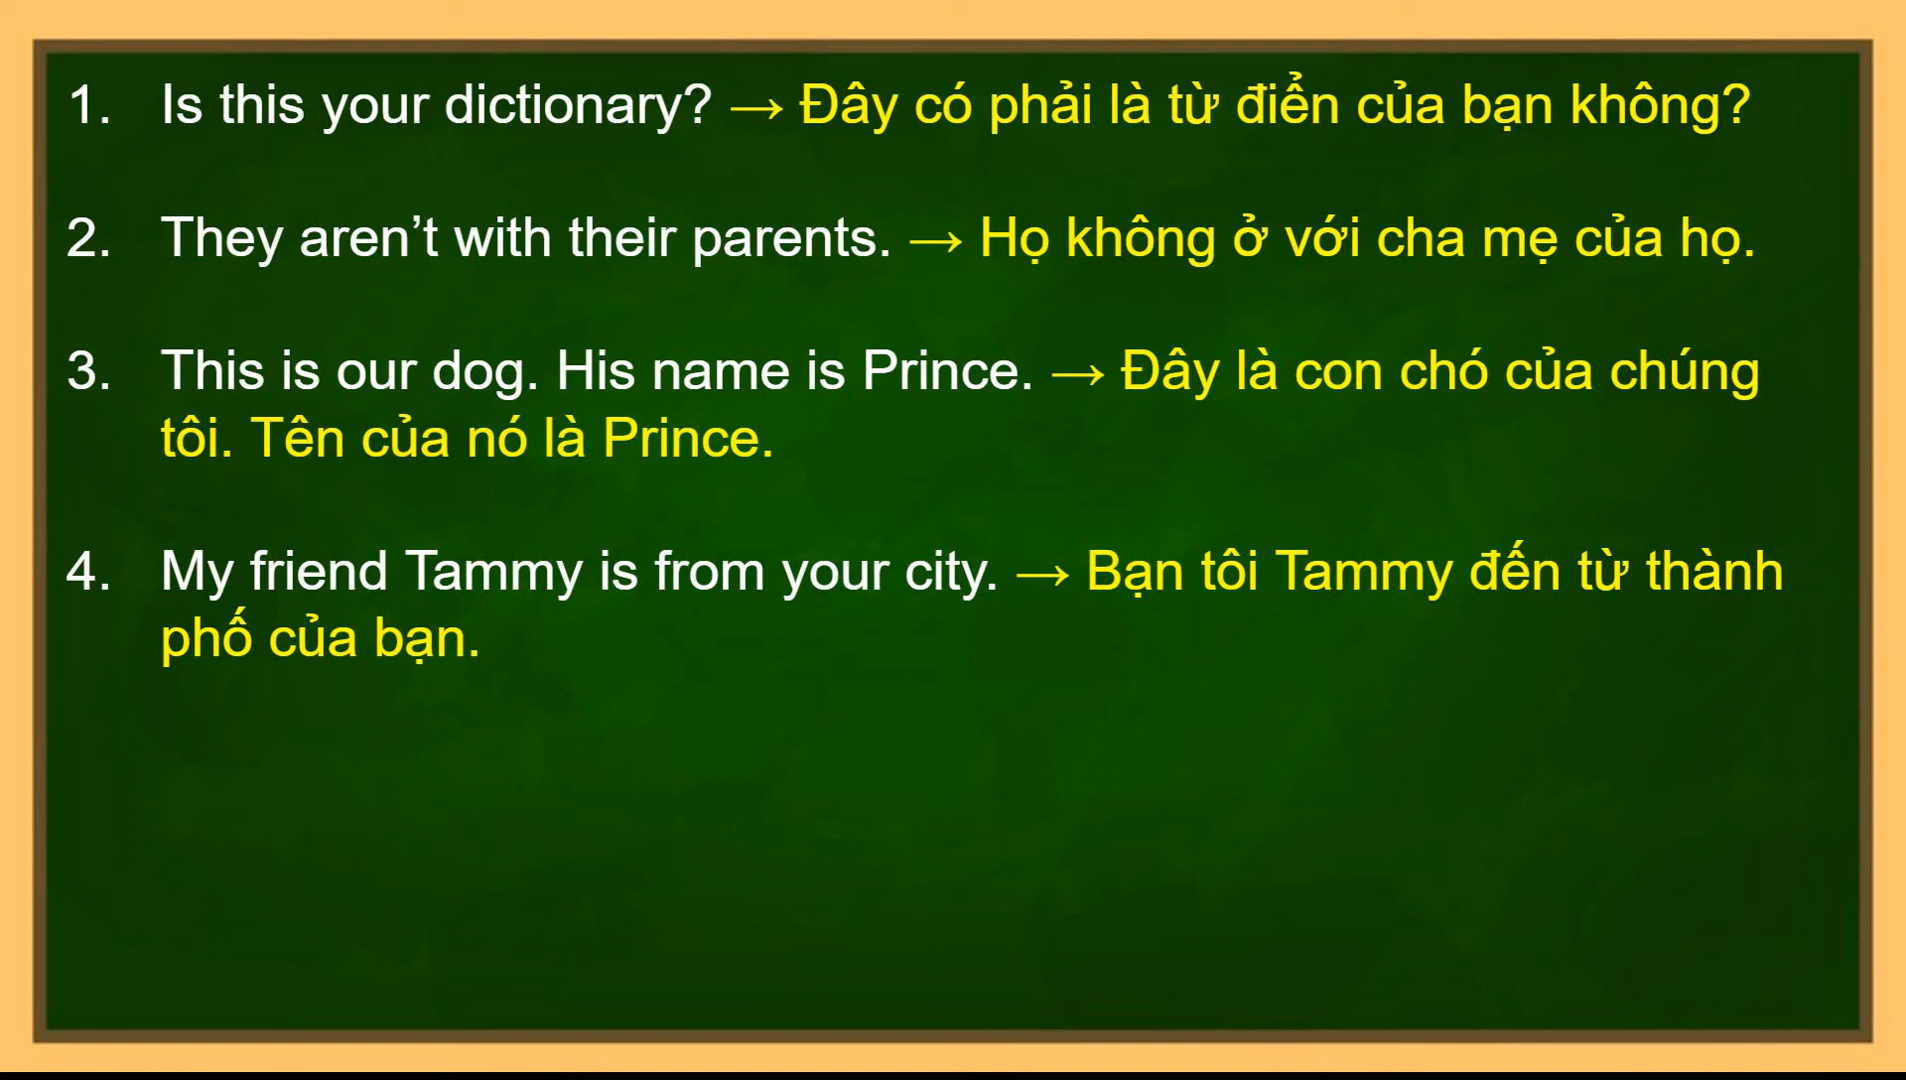 1. Is this your dictionary? → Đây có phải là từ điển của bạn không?
2. They aren’t with their parents. → Họ không ở với cha mẹ của họ.
3. This is our dog. His name is Prince. → Đây là con chó của chúng
tôi. Tên của nó là Prince.
4. My friend Tammy is from your city. → Bạn tôi Tammy đến từ thành
phố của bạn.